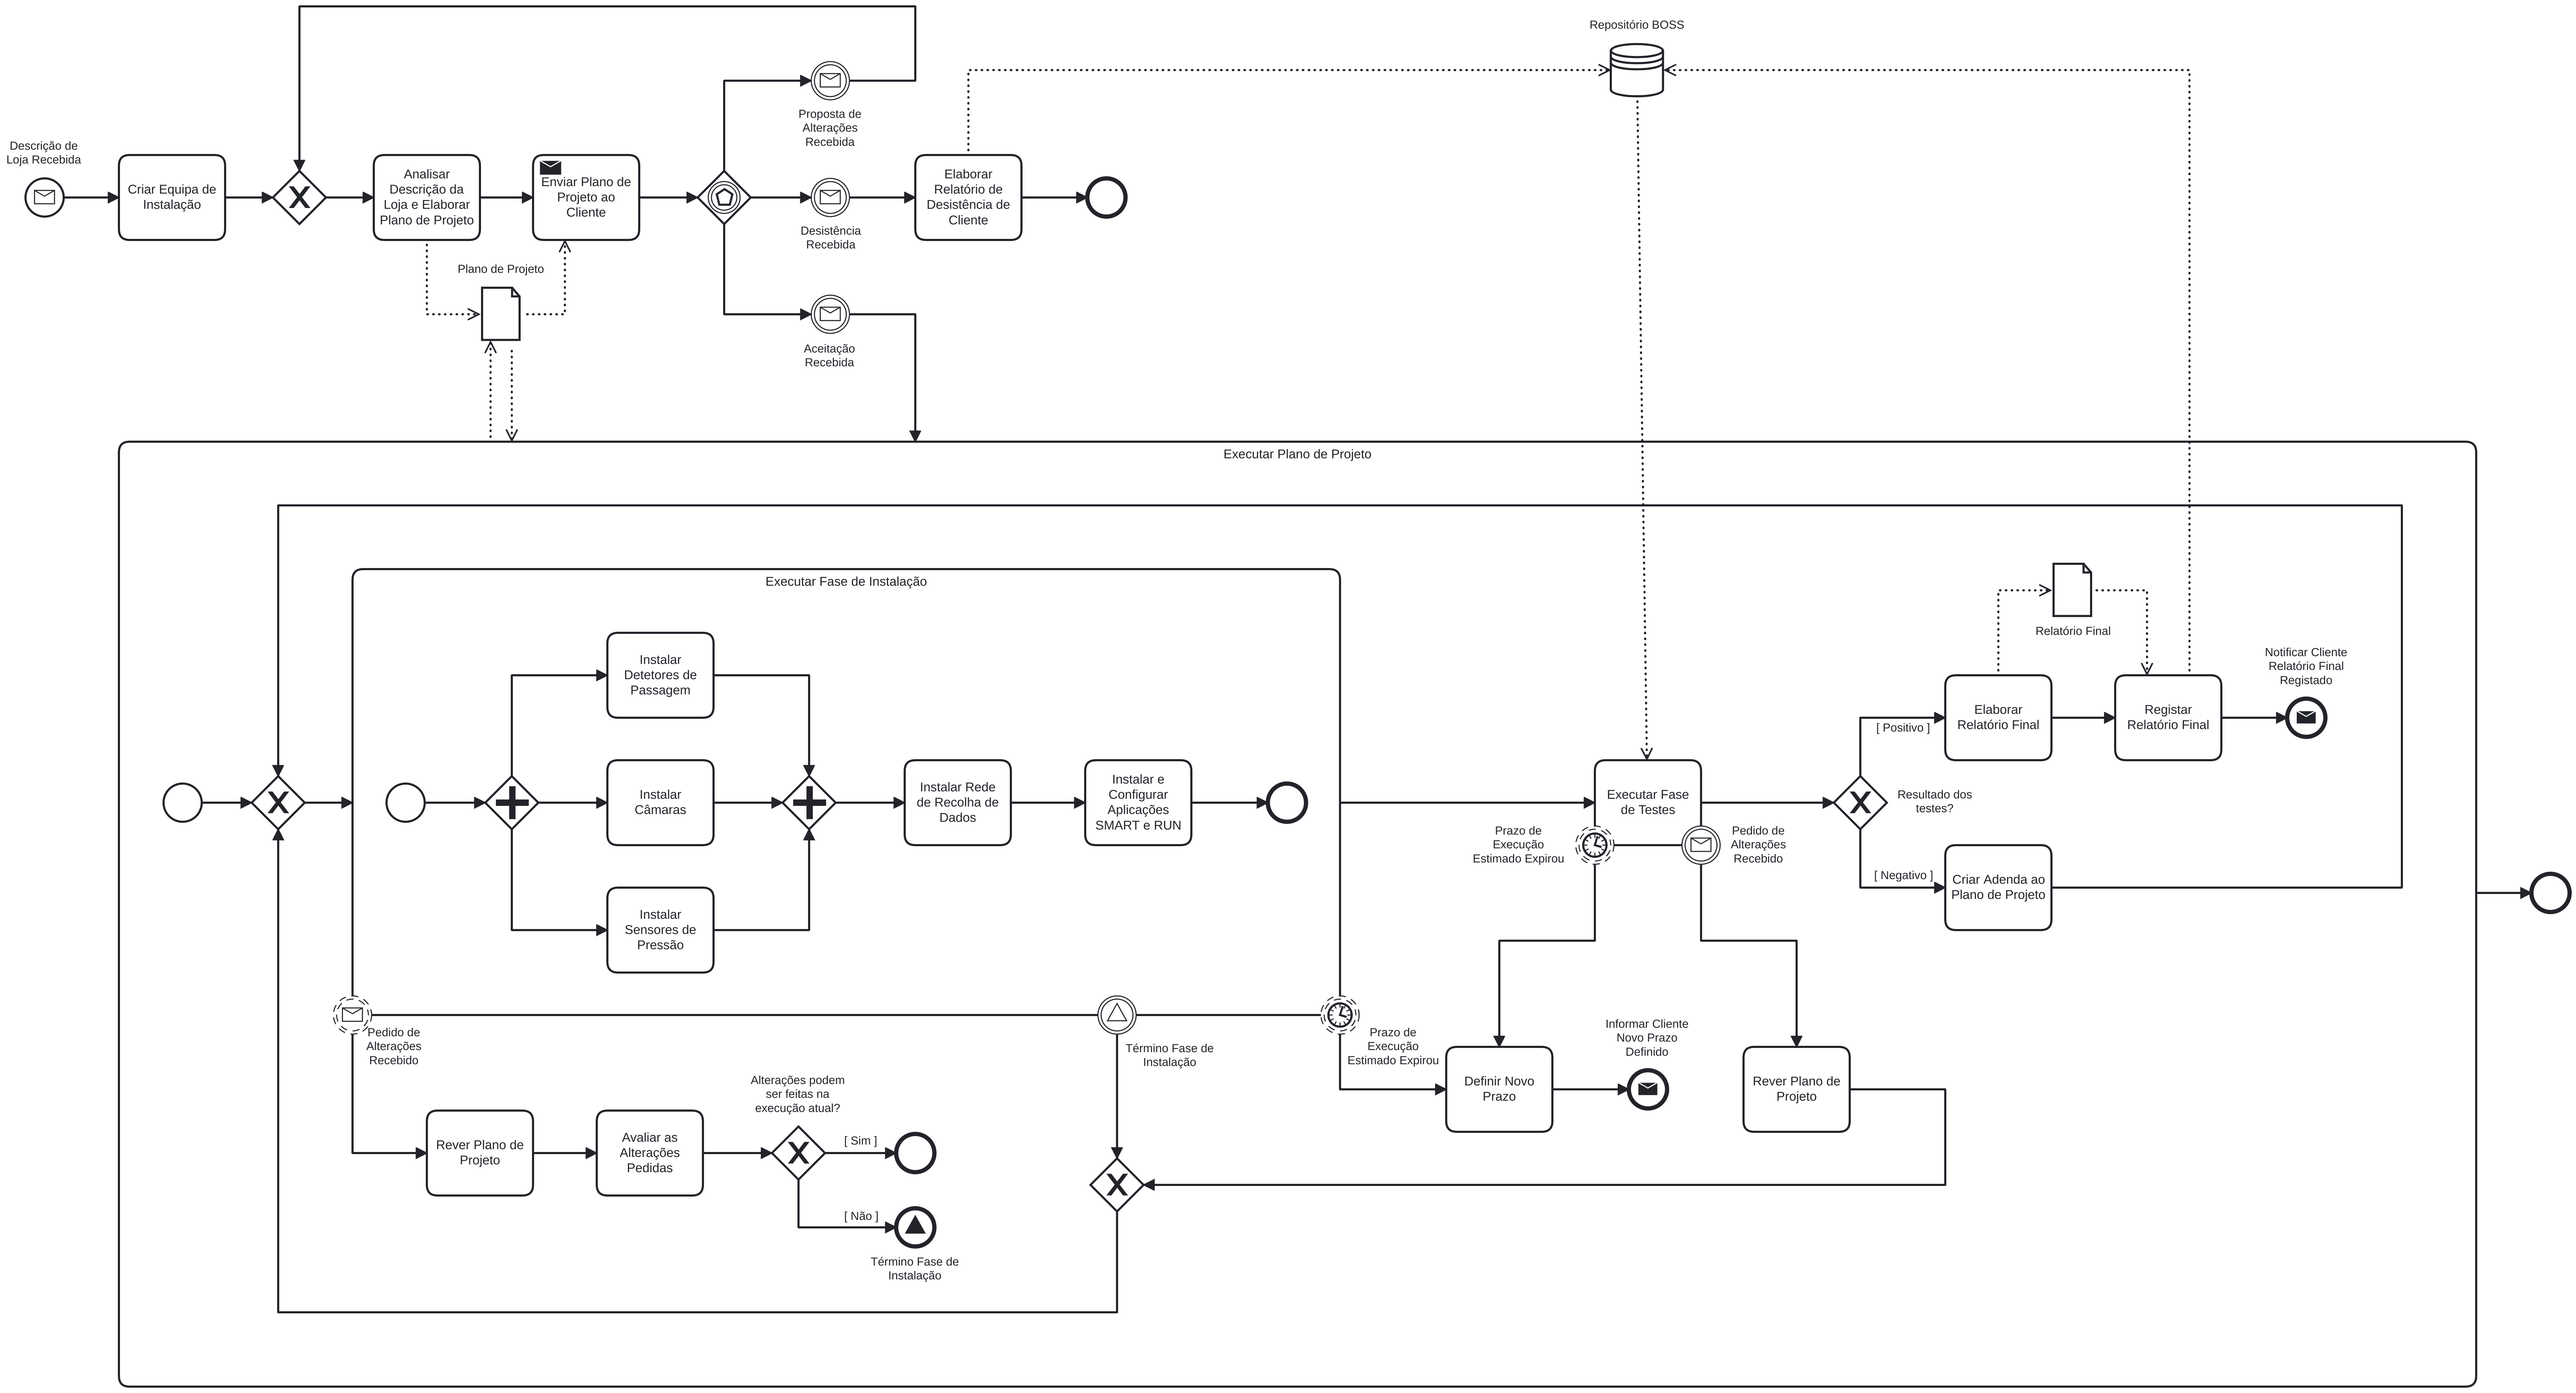 Repositório BOSS
Proposta de
Alterações
Recebida
Descrição de
Loja Recebida
Criar Equipa de
Instalação
Analisar
Descrição da
Loja e Elaborar
Plano de Projeto
Enviar Plano de
Projeto ao
Cliente
Desistência
Recebida
Elaborar
Relatório de
Desistência de
Cliente
Plano de Projeto
Aceitação
Recebida
Executar Plano de Projeto
Executar Fase de Instalação
Instalar
Detetores de
Passagem
Instalar
Câmaras
Instalar
Sensores de
Pressão
Instalar Rede
de Recolha de
Dados
Instalar e
Configurar
Aplicações
SMART e RUN
Executar Fase
de Testes
Prazo de
Execução
Estimado Expirou
Pedido de
Alterações
Recebido
Resultado dos
testes?
[ Positivo ]
[ Negativo ]
Elaborar
Relatório Final
Relatório Final
Registar
Relatório Final
Notificar Cliente
Relatório Final
Registado
Criar Adenda ao
Plano de Projeto
Pedido de
Alterações
Recebido
Término Fase de
Instalação
Prazo de
Execução
Estimado Expirou
Definir Novo
Prazo
Informar Cliente
Novo Prazo
Definido
Rever Plano de
Projeto
Rever Plano de
Projeto
Avaliar as
Alterações
Pedidas
Alterações podem
ser feitas na
execução atual?
[ Sim ]
[ Não ]
Término Fase de
Instalação